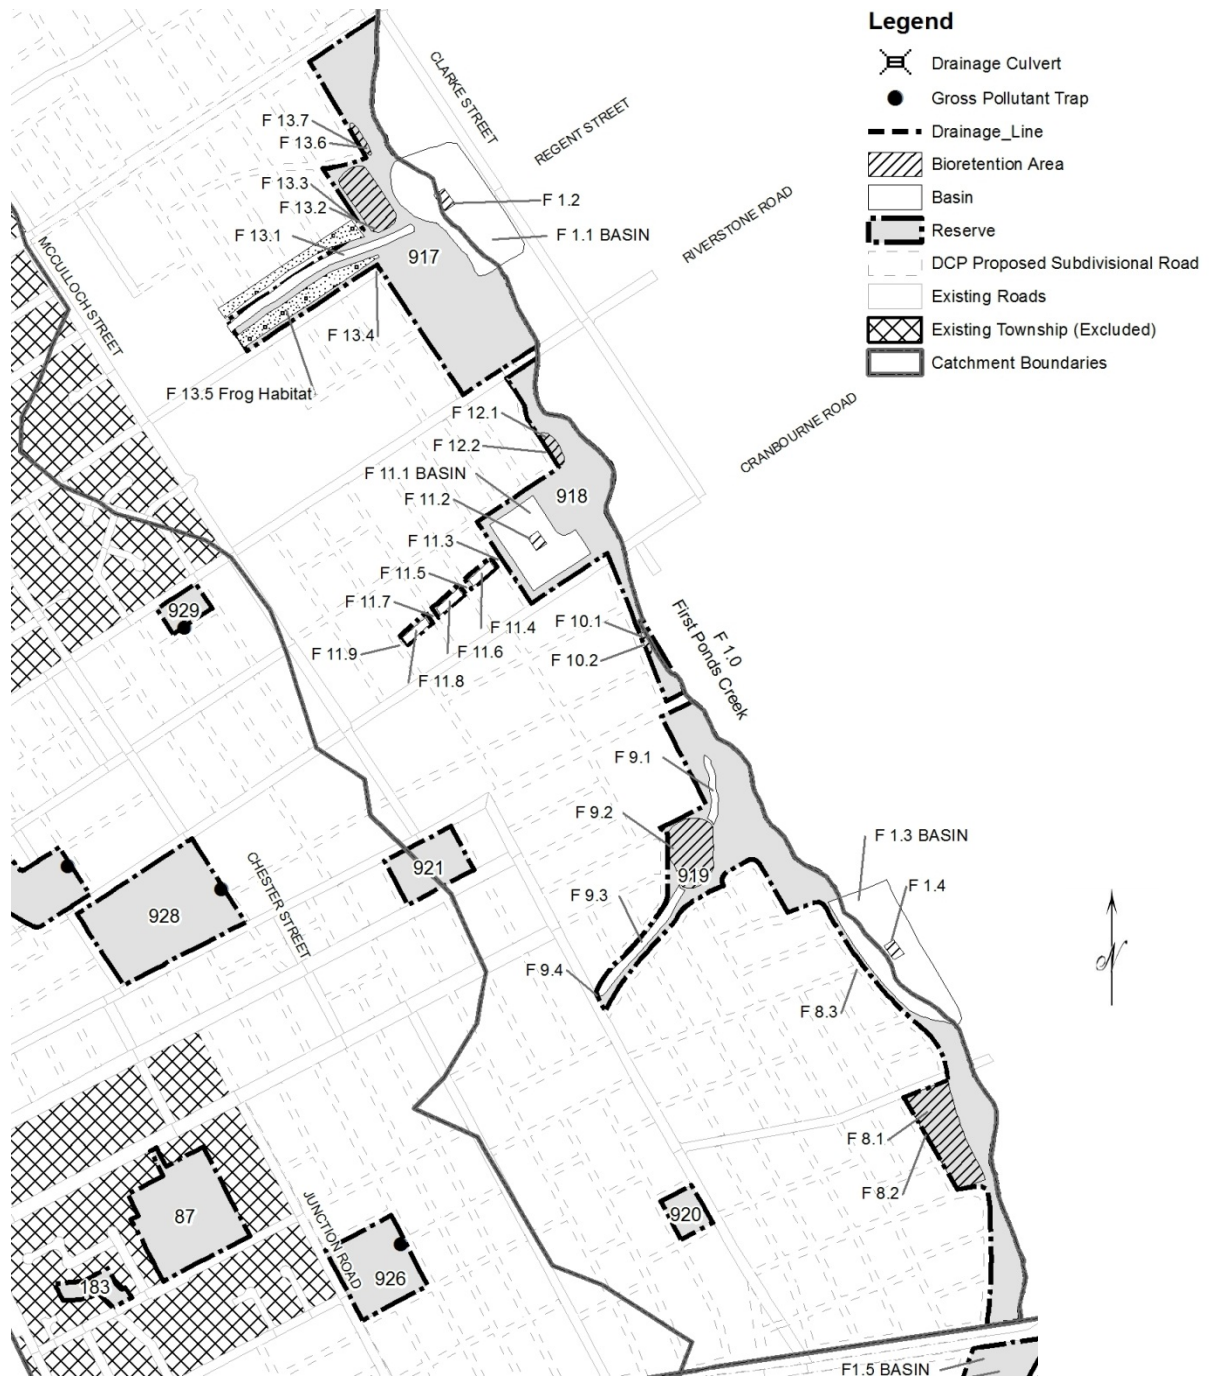 Legend
Drainage Culvert
Gross Pollutant Trap
Drainage_Line
Bioretention Area
Basin
Reserve
DCP Proposed Subdivisional Road
Existing Roads
Existing Township (Excluded)
Catchment Boundaries
CLARKE STREET
REGENT STREET
RIVERSTONE ROAD
CRANBOURNE ROAD
MCCULLOCH STREET
F 13.7
F 13.6
F 13.3
F 13.2
F 13.1
F 1.2
F 1.1 BASIN
917
F 13.4
F 13.5 Frog Habitat
F 12.1
F 12.2
F 11.1 BASIN
F 11.2
918
F 11.3
F 11.5
F 11.7
F 11.4
F 11.9
F 11.6
F 11.8
929
F 10.1
F 10.2
F 1.0
First Ponds Creek
F 9.1
F 9.2
F 1.3 BASIN
F 1.4
921
919
F 9.3
928
CHESTER STREET
F 9.4
F 8.3
N
F 8.1
F 8.2
87
JUNCTION ROAD
920
183
926
F1.5 BASIN